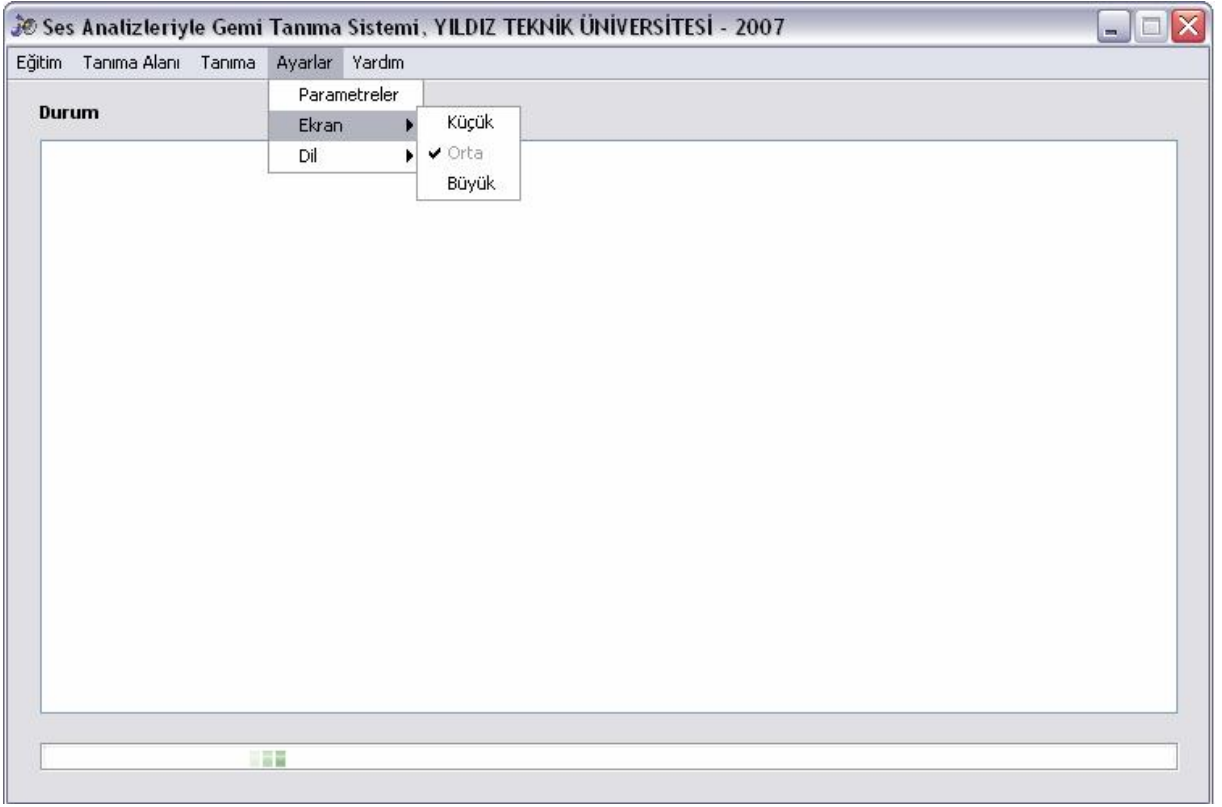 Ses Analizleriyle Gemi Tanıma Sistemi, YILDIZ TEKNİK ÜNİVERSİTESİ - 2007
Eğitim Tanıma Alanı Tanıma Ayarlar Yardım
Parametreler
Durum
Ekran
Küçük
Dil
Orta
Büyük